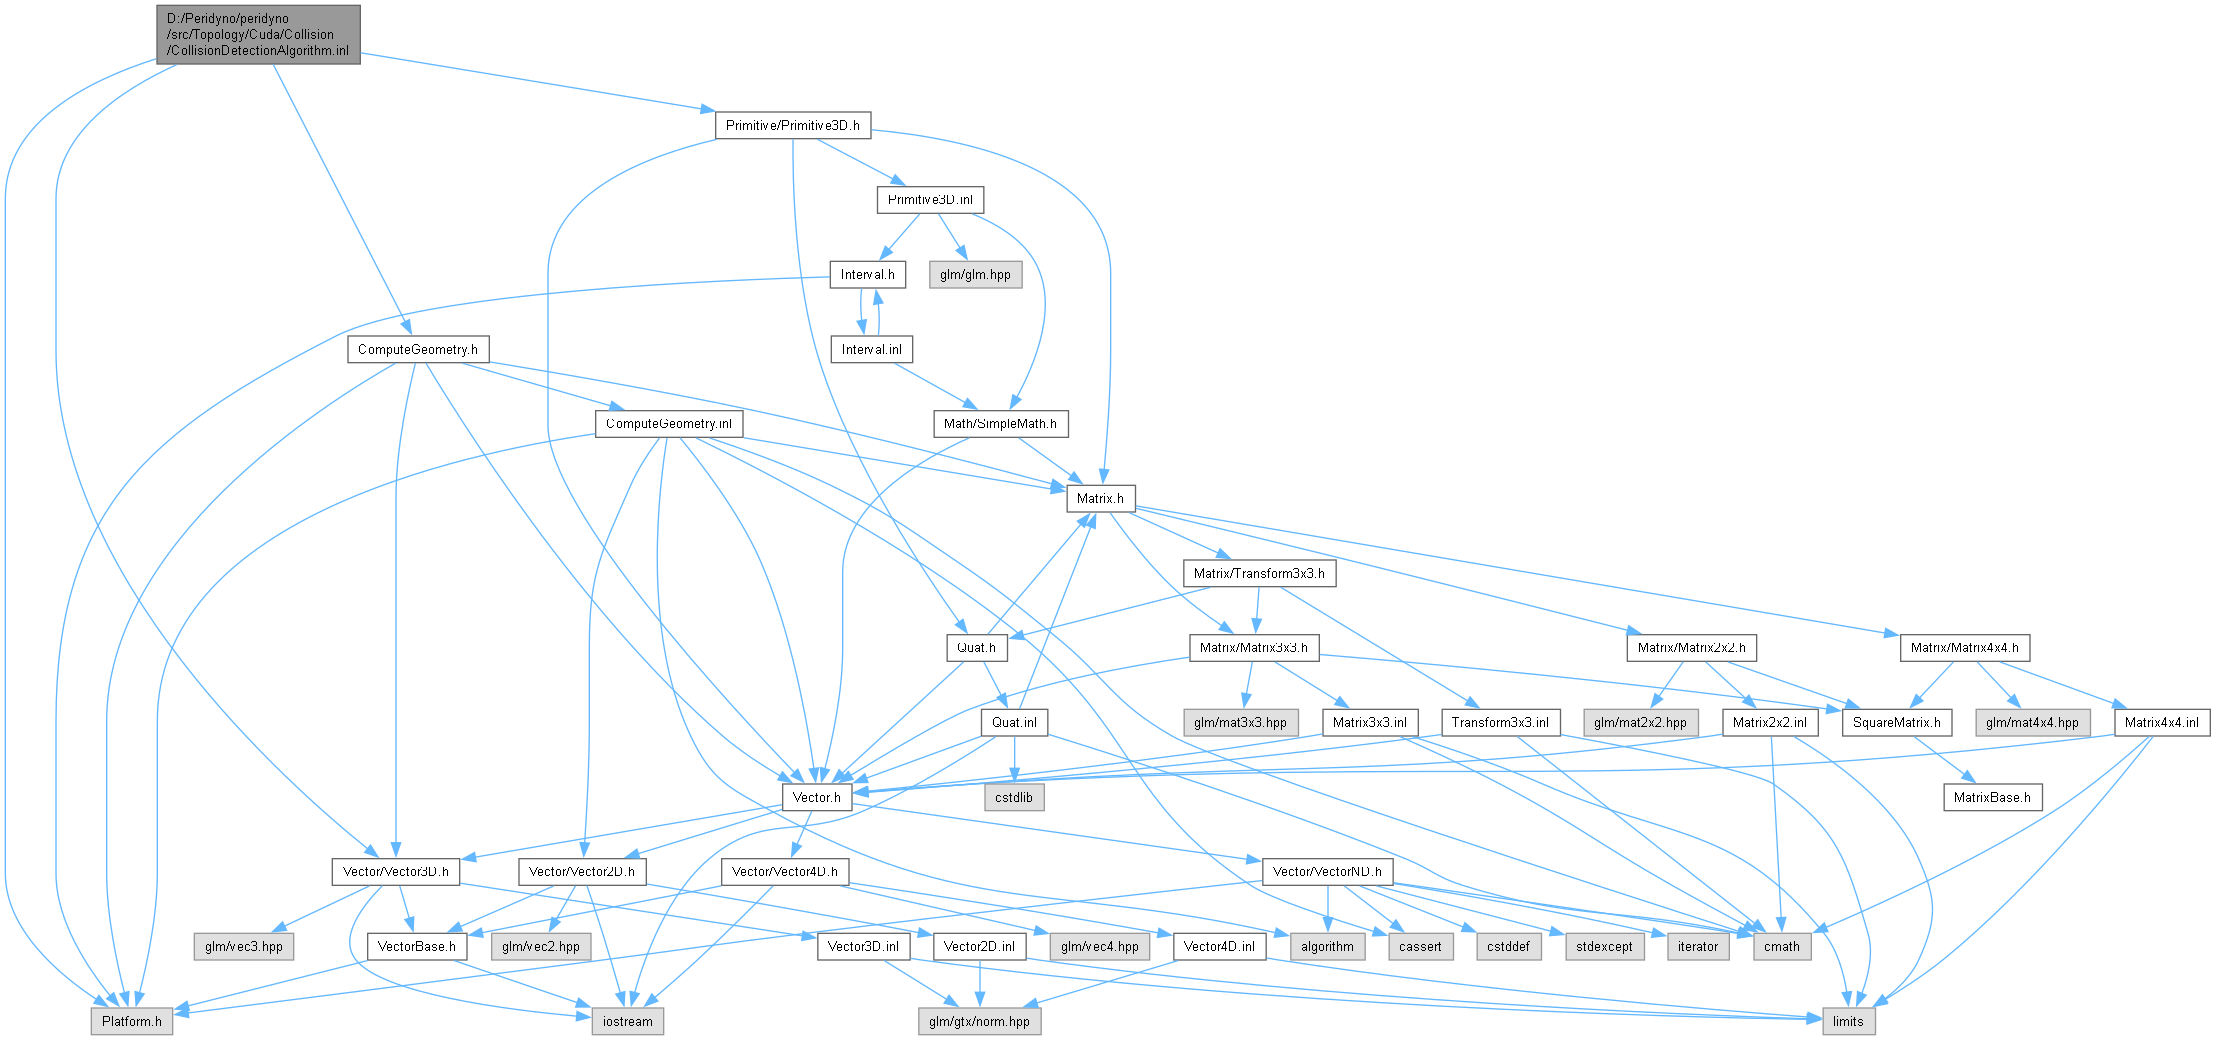 D:/Peridyno/peridyno
/src/Topology/Cuda/Collision
/CollisionDetectionAlgorithm.inl
Primitive/Primitive3D.h
Primitive3D.inl
Interval.h
glm/glm.hpp
ComputeGeometry.h
Interval.inl
ComputeGeometry.inl
Math/SimpleMath.h
Matrix.h
Matrix/Transform3x3.h
Quat.h
Matrix/Matrix3x3.h
Matrix/Matrix2x2.h
Matrix/Matrix4x4.h
Quat.inl
glm/mat3x3.hpp
Matrix3x3.inl
Transform3x3.inl
glm/mat2x2.hpp
Matrix2x2.inl
SquareMatrix.h
glm/mat4x4.hpp
Matrix4x4.inl
Vector.h
cstdlib
MatrixBase.h
Vector/Vector3D.h
Vector/Vector2D.h
Vector/Vector4D.h
Vector/VectorND.h
glm/vec3.hpp
VectorBase.h
glm/vec2.hpp
Vector3D.inl
Vector2D.inl
glm/vec4.hpp
Vector4D.inl
algorithm
cassert
cstddef
stdexcept
iterator
cmath
Platform.h
iostream
glm/gtx/norm.hpp
limits